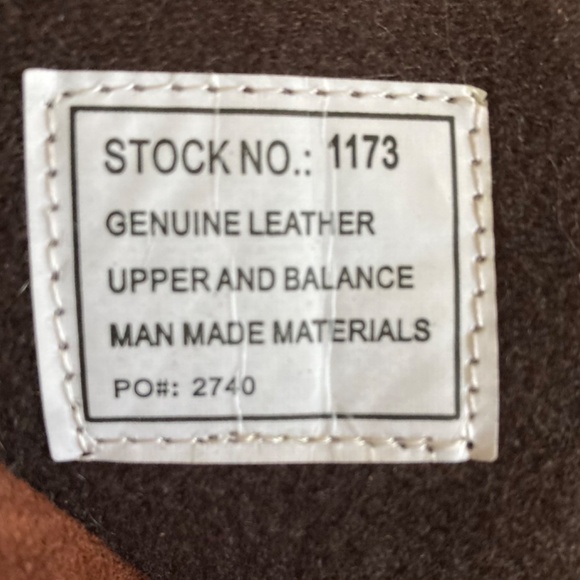 STOCK NO.: 1173
GENUINE LEATHER
UPPER AND BALANCE
MAN MADE MATERIALS
PO#: 2740